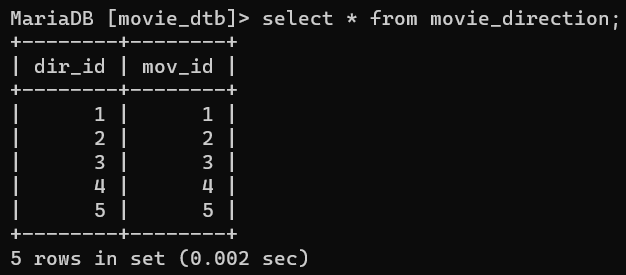 MariaDB [movie_dtb]> select * from movie_direction;
+--------+--------+
| dir_id | mov_id |
+--------+--------+
|      1 |      1 |
|      2 |      2 |
|      3 |      3 |
|      4 |      4 |
|      5 |      5 |
+--------+--------+
5 rows in set (0.002 sec)